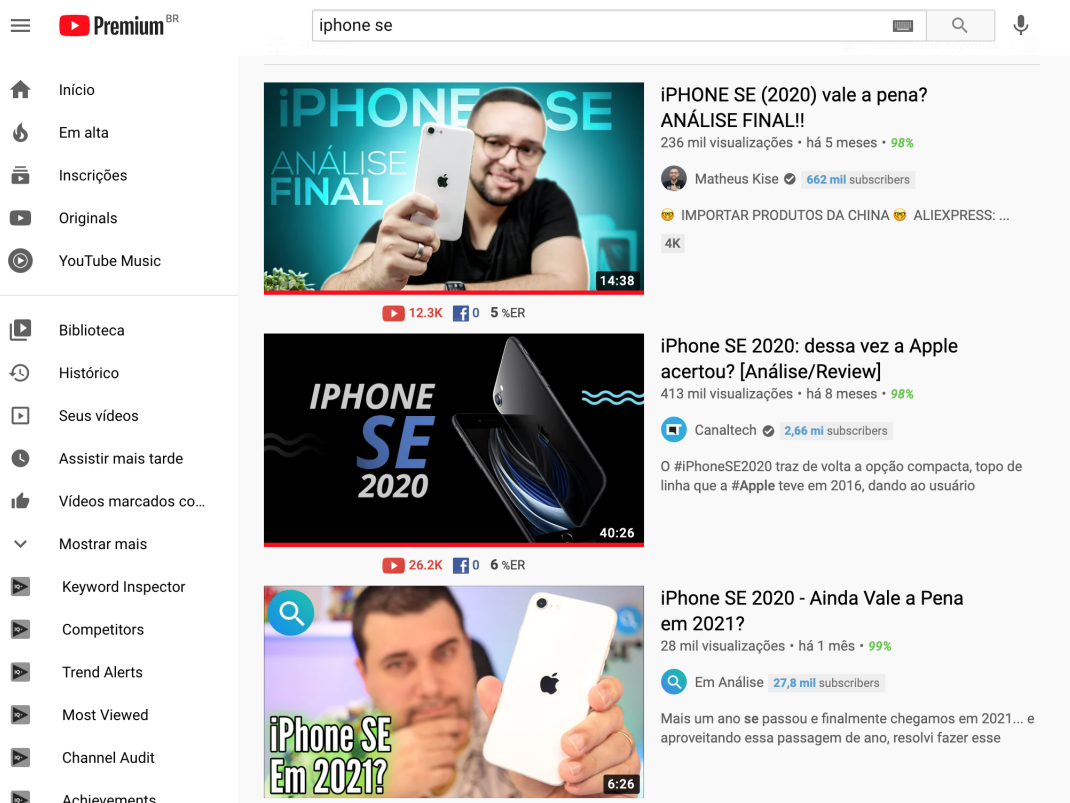 Premium BR
iphone se
Início
Em alta
Inscrições
Originals
YouTube Music
Biblioteca
Histórico
Seus vídeos
Assistir mais tarde
Vídeos marcados co...
Mostrar mais
Keyword Inspector
Competitors
Trend Alerts
Most Viewed
Channel Audit
Achievements
iPHONE SE
ANÁLISE
FINAL
14:38
iPHONE SE (2020) vale a pena?
ANÁLISE FINAL!!
236 mil visualizações • há 5 meses • 98%
Matheus Kise 662 mil subscribers
🤓 IMPORTAR PRODUTOS DA CHINA 🤓 ALIEXPRESS: ...
4K
12.3K 0 5 %ER
IPHONE
SE
2020
40:26
iPhone SE 2020: dessa vez a Apple
acertou? [Análise/Review]
413 mil visualizações • há 8 meses • 98%
Canaltech 2,66 mi subscribers
O #iPhoneSE2020 traz de volta a opção compacta, topo de
linha que a #Apple teve em 2016, dando ao usuário
26.2K 0 6 %ER
iPhone SE
Em 2021?
6:26
iPhone SE 2020 - Ainda Vale a Pena
em 2021?
28 mil visualizações • há 1 mês • 99%
Em Análise 27,8 mil subscribers
Mais um ano se passou e finalmente chegamos em 2021... e
aproveitando essa passagem de ano, resolvi fazer esse